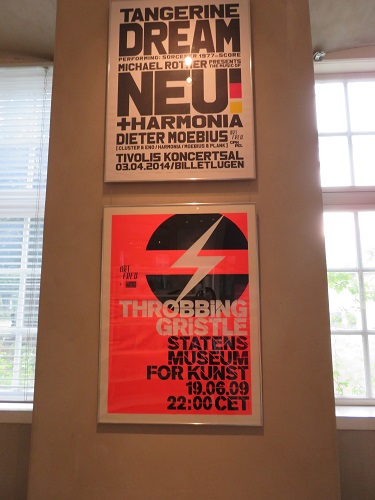 TANGERINE
DREAM
PERFORMING: SORCERER 1977-SCORE
MICHAEL ROTHER PRESENTS THE MUSIC OF
NEU!
+HARMONIA
DIETER MOEBIUS
[CLUSTER & ENO / HARMONIA / MOEBIUS & PLANK]
TIVOLIS KONCERTSAL
03.04.2014/BILLETLUGEN
THROBBiNG
GRiSTLE
STATENS
MUSEUM
FOR KUNST
19.06.09
22:00 CET